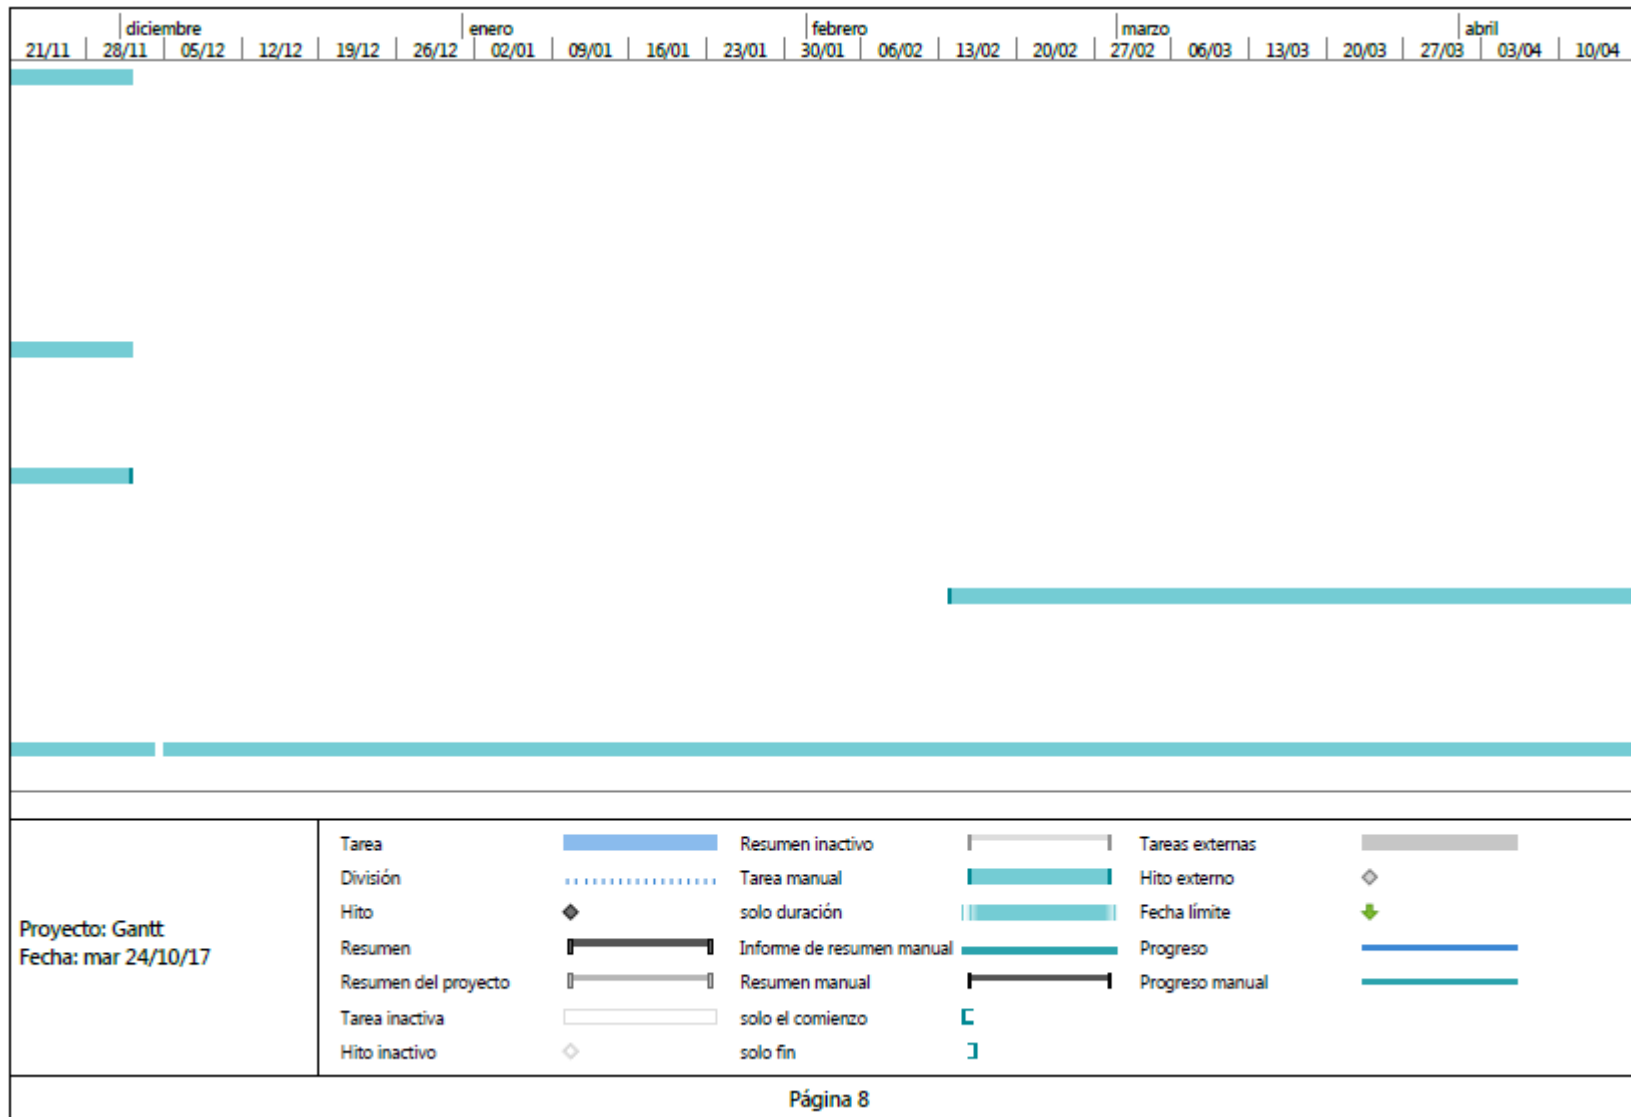 diciembre enero febrero marzo abril
21/11 28/11 05/12 12/12 19/12 26/12 02/01 09/01 16/01 23/01 30/01 06/02 13/02 20/02 27/02 06/03 13/03 20/03 27/03 03/04 10/04
Proyecto: Gantt
Fecha: mar 24/10/17
Tarea
División
Hito
Resumen
Resumen del proyecto
Tarea inactiva
Hito inactivo
Resumen inactivo
Tarea manual
solo duración
Informe de resumen manual
Resumen manual
solo el comienzo
solo fin
Tareas externas
Hito externo
Fecha límite
Progreso
Progreso manual
Página 8